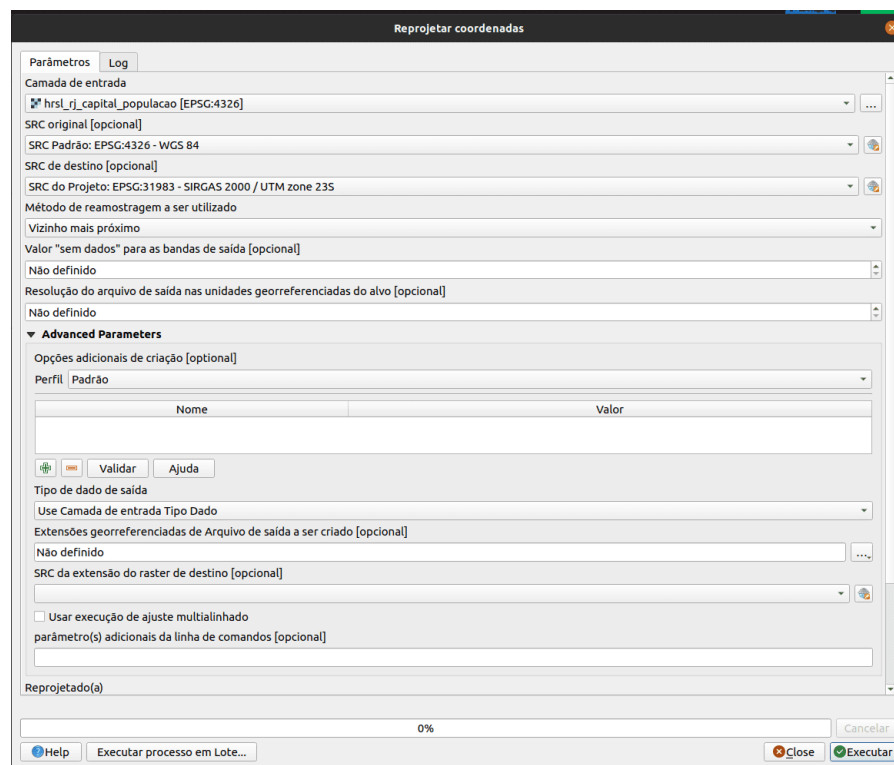 Reprojetar coordenadas
Parâmetros Log
Camada de entrada
hrsl_rj_capital_populacao [EPSG:4326] ...
SRC original [opcional]
SRC Padrão: EPSG:4326 - WGS 84
SRC de destino [opcional]
SRC do Projeto: EPSG:31983 - SIRGAS 2000 / UTM zone 23S
Método de reamostragem a ser utilizado
Vizinho mais próximo
Valor "sem dados" para as bandas de saída [opcional]
Não definido
Resolução do arquivo de saída nas unidades georreferenciadas do alvo [opcional]
Não definido
Advanced Parameters
Opções adicionais de criação [optional]
Perfil Padrão
Nome Valor
Validar Ajuda
Tipo de dado de saída
Use Camada de entrada Tipo Dado
Extensões georreferenciadas de Arquivo de saída a ser criado [opcional]
Não definido ...
SRC da extensão do raster de destino [opcional]
Usar execução de ajuste multialinhado
parâmetro(s) adicionais da linha de comandos [opcional]
Reprojetado(a)
0% Cancelar
Help Executar processo em Lote... Close Executar